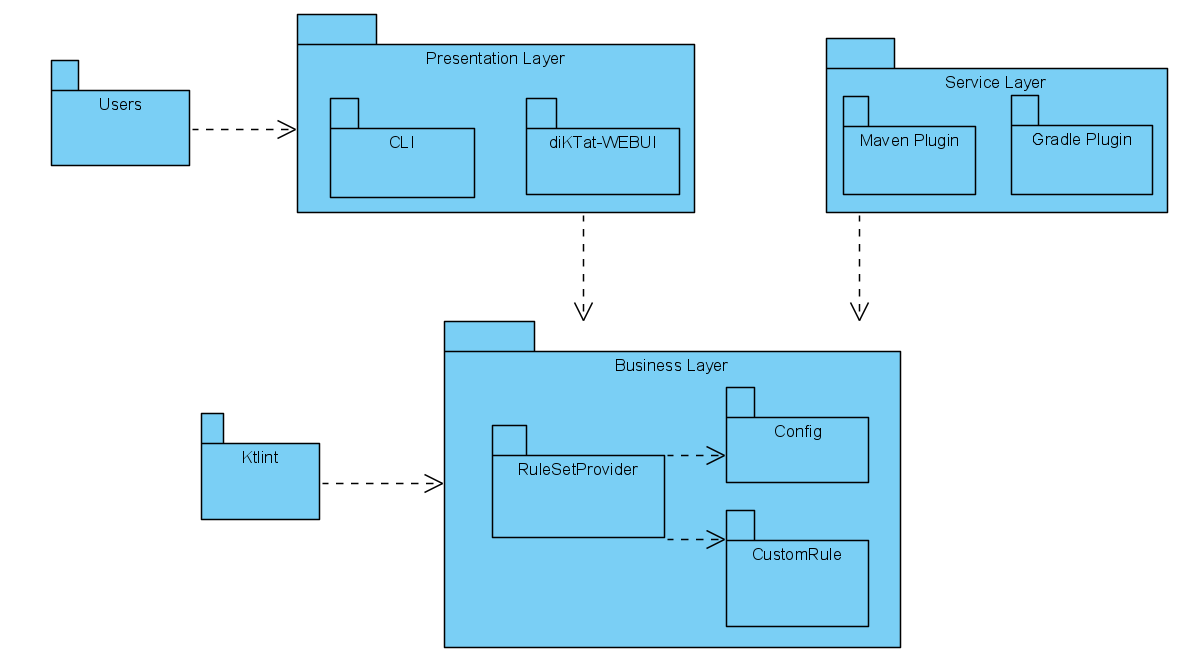 Presentation Layer
Service Layer
Users
CLI
diKTat-WEBUI
Maven Plugin
Gradle Plugin
Business Layer
Config
Ktlint
RuleSetProvider
CustomRule